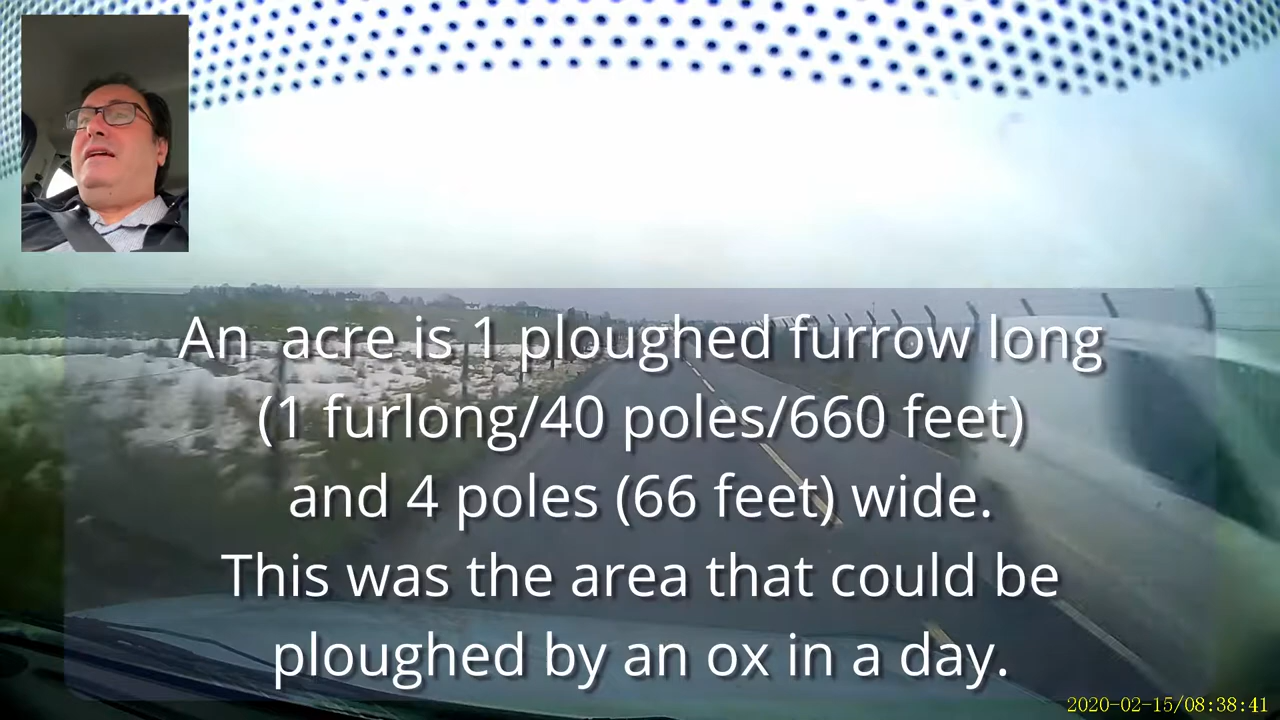 An  acre is 1 ploughed furrow long
(1 furlong/40 poles/660 feet)
and 4 poles (66 feet) wide.
This was the area that could be
ploughed by an ox in a day.
2020-02-15/08:38:41